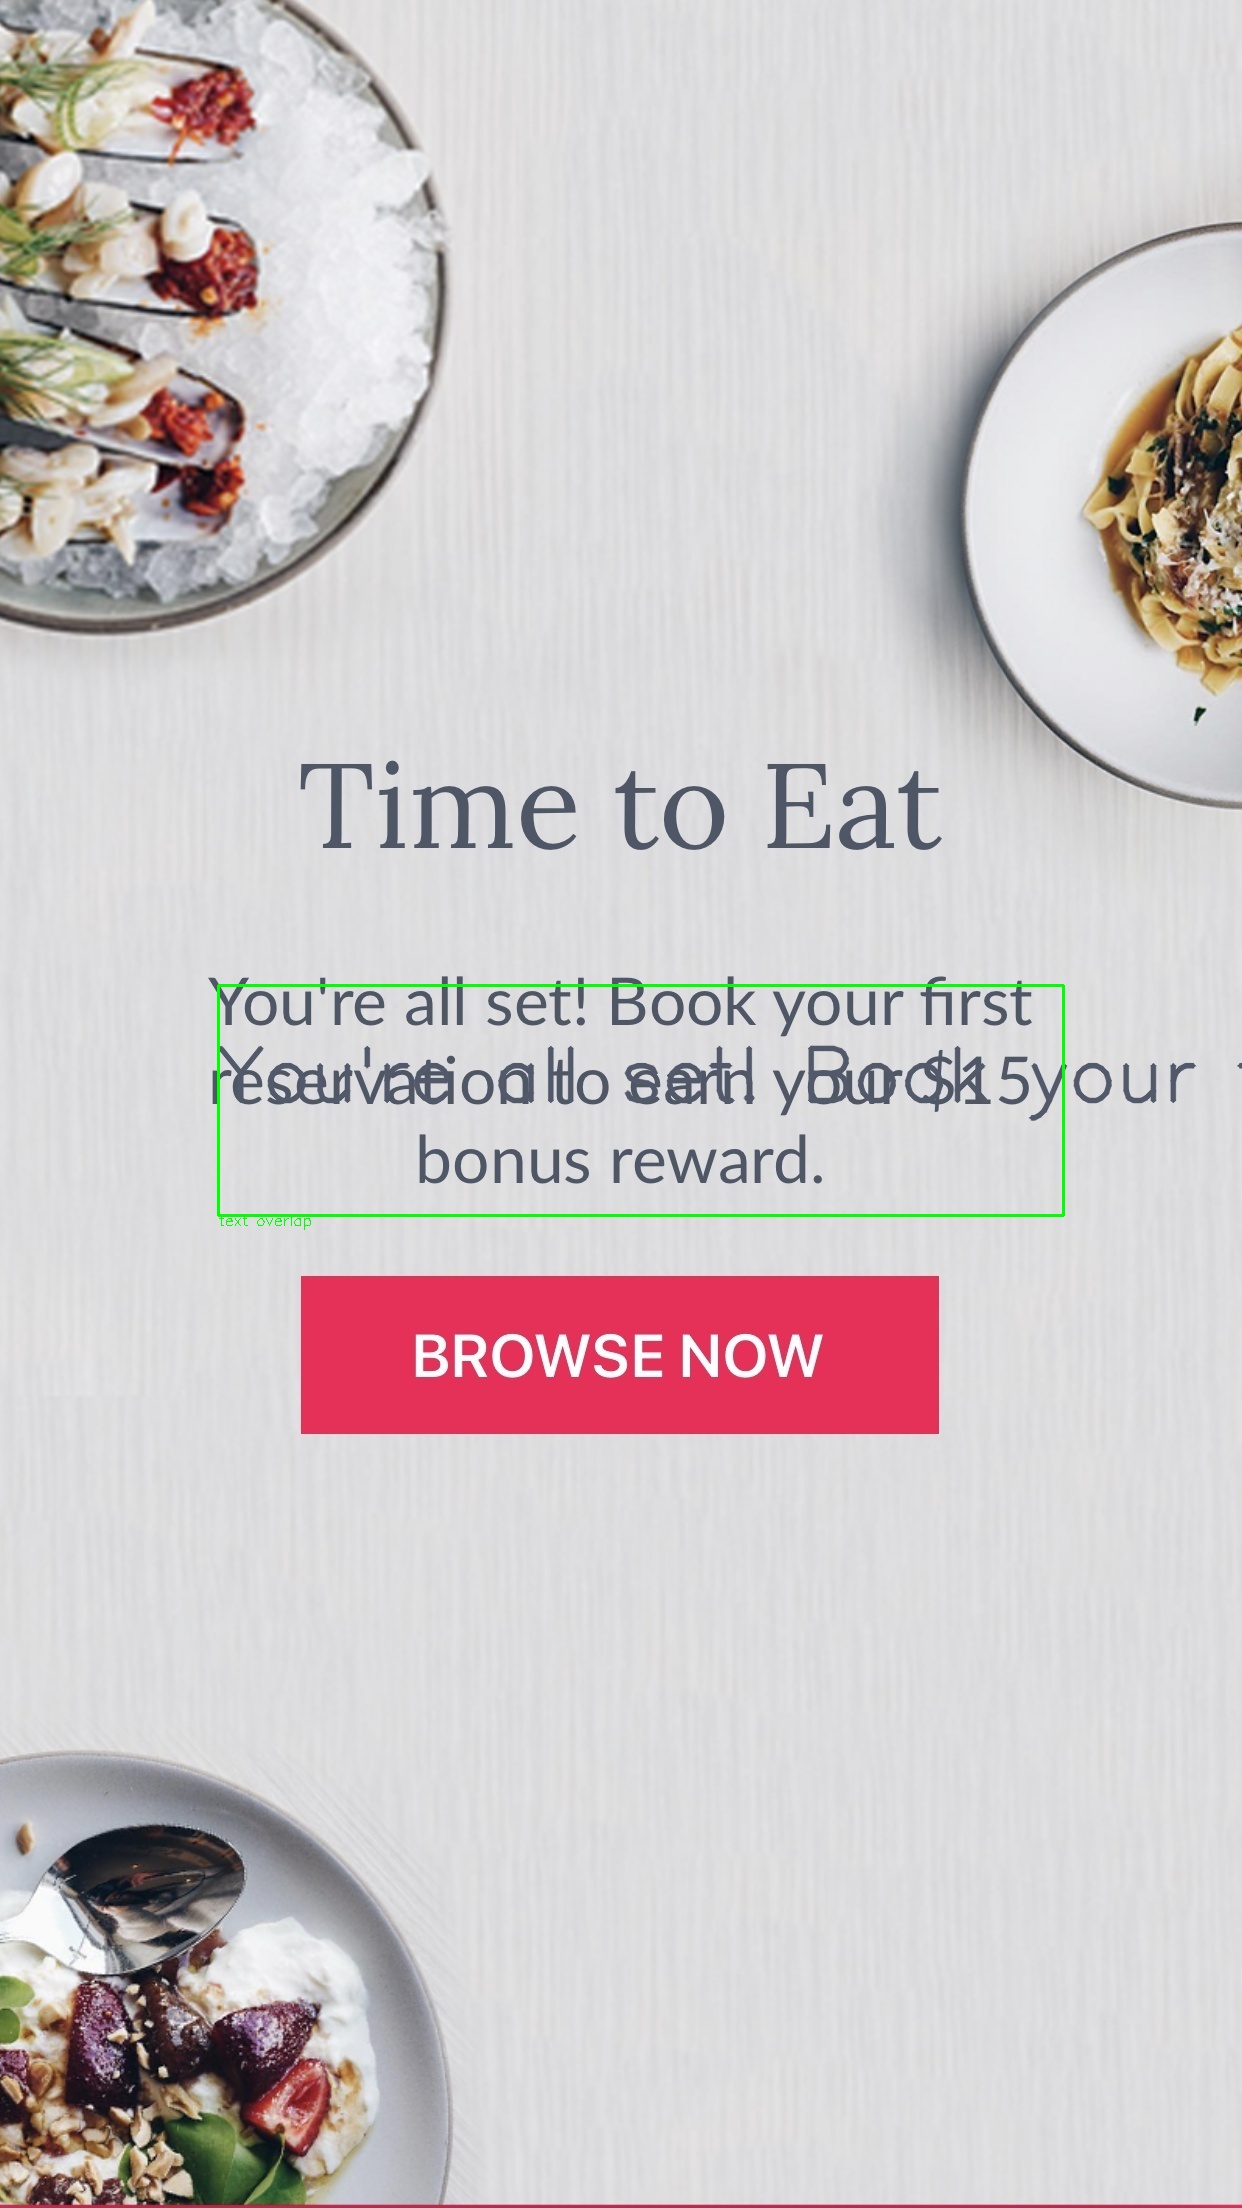 Time to Eat
You're all set! Book your first
You're all set! Book your
reservation to earn your $15
bonus reward.
text overlap
BROWSE NOW